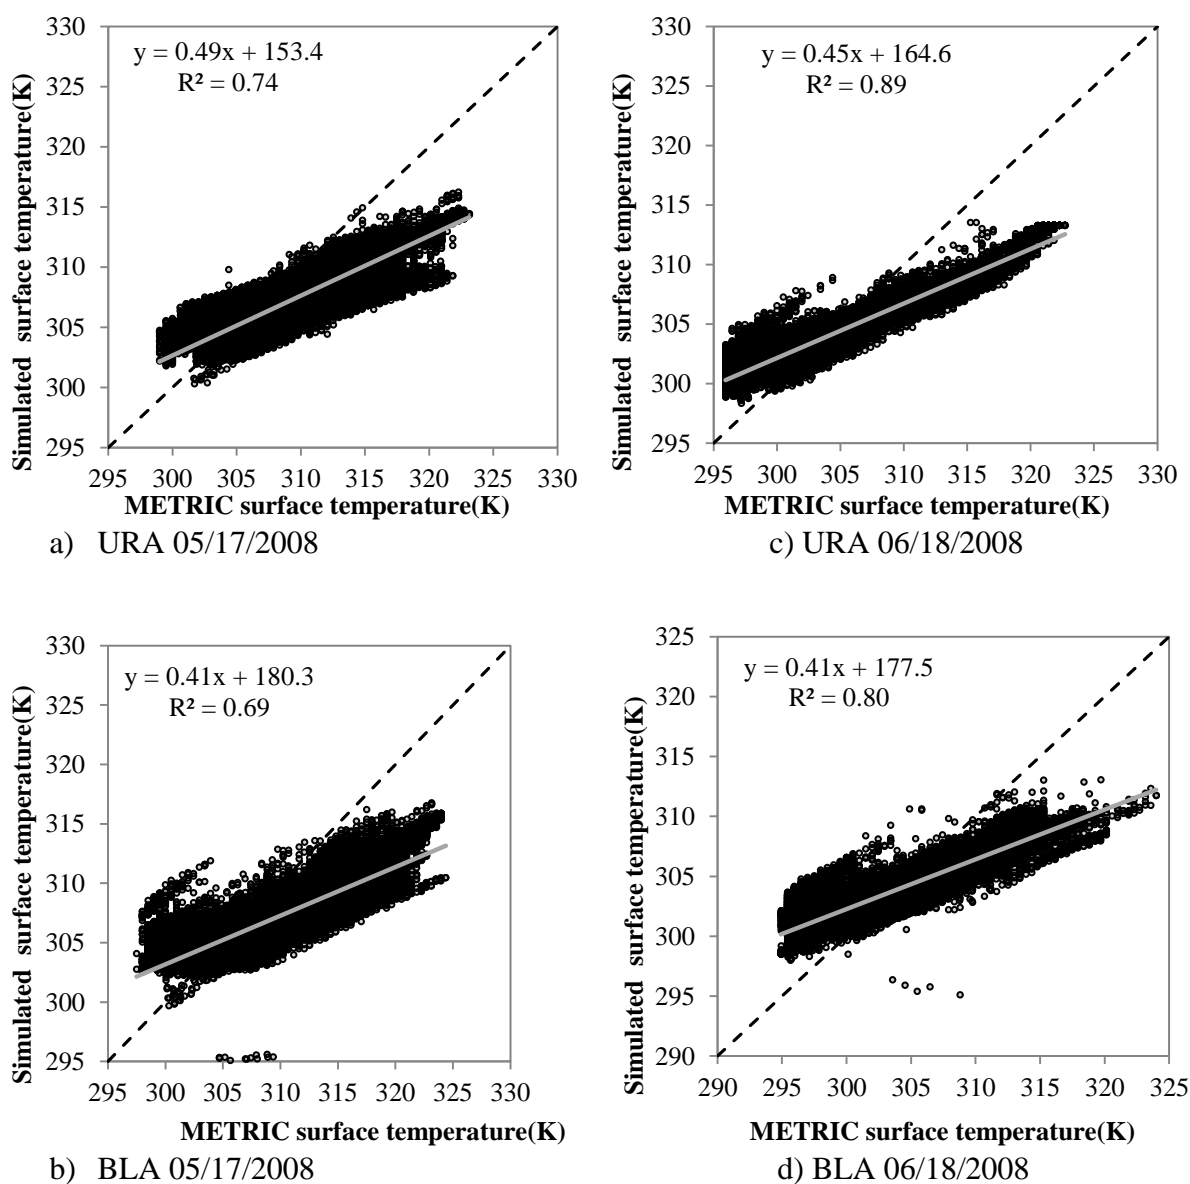 y = 0.49x + 153.4
R² = 0.74
Simulated surface temperature(K)
330
325
320
315
310
305
300
295
295 300 305 310 315 320 325 330
METRIC surface temperature(K)
a) URA 05/17/2008
y = 0.45x + 164.6
R² = 0.89
Simulated surface temperature(K)
330
325
320
315
310
305
300
295
295 300 305 310 315 320 325 330
METRIC surface temperature(K)
c) URA 06/18/2008
y = 0.41x + 180.3
R² = 0.69
Simulated surface temperature(K)
330
325
320
315
310
305
300
295
295 300 305 310 315 320 325 330
METRIC surface temperature(K)
b) BLA 05/17/2008
y = 0.41x + 177.5
R² = 0.80
Simulated surface temperature(K)
325
320
315
310
305
300
295
290
290 295 300 305 310 315 320 325
METRIC surface temperature(K)
d) BLA 06/18/2008